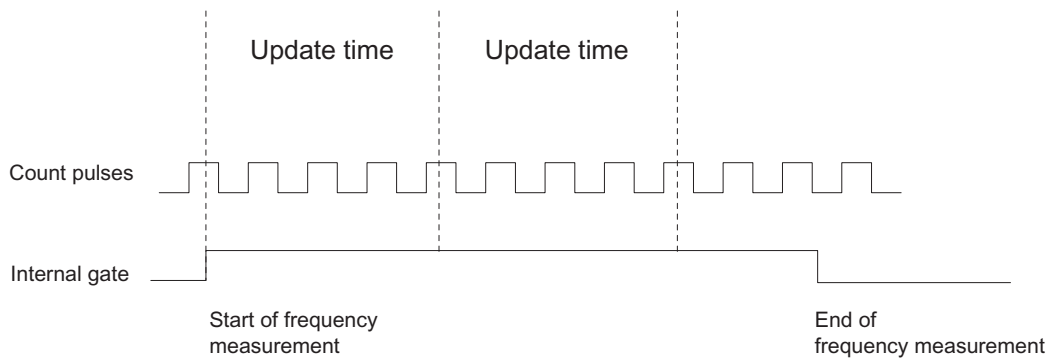 Update time
Update time
Count pulses
Internal gate
Start of frequency
measurement
End of
frequency measurement